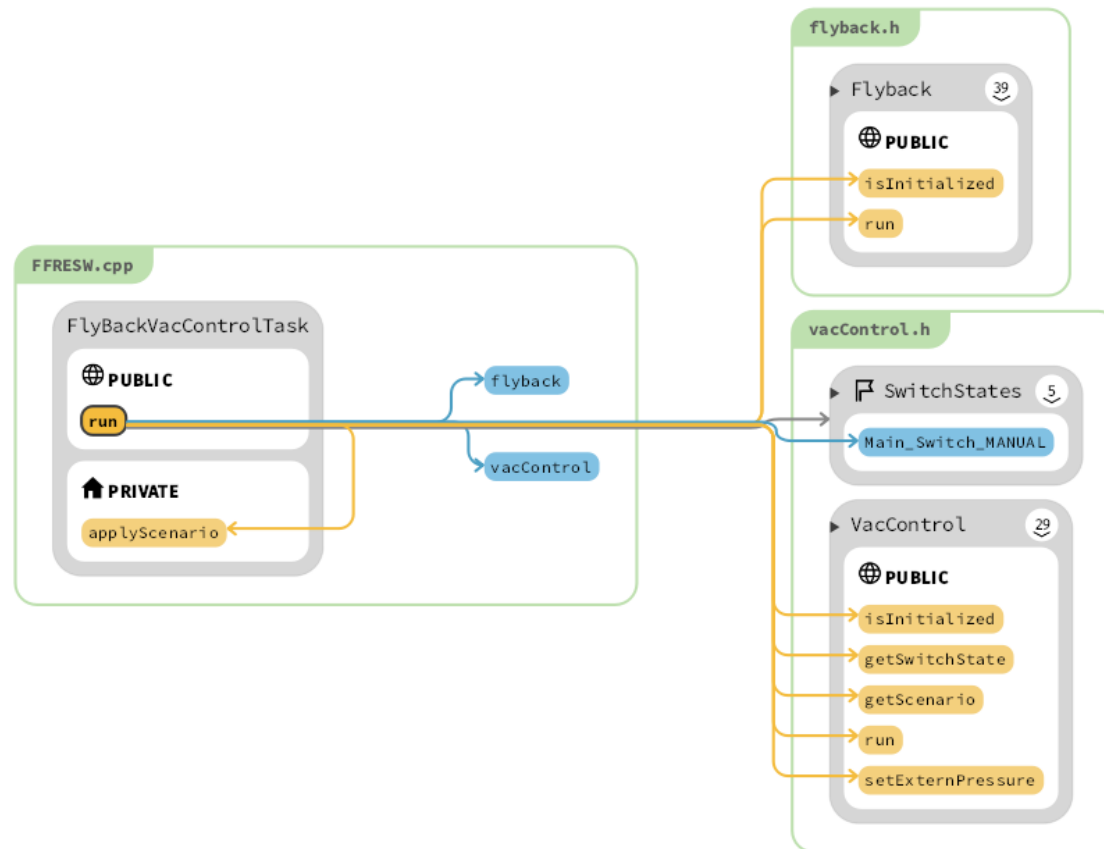 flyback.h
Flyback
39
PUBLIC
isInitialized
run
FFRESW.cpp
FlyBackVacControlTask
PUBLIC
run
PRIVATE
applyScenario
flyback
vacControl
vacControl.h
SwitchStates
5
Main_Switch_MANUAL
VacControl
29
PUBLIC
isInitialized
getSwitchState
getScenario
run
setExternPressure